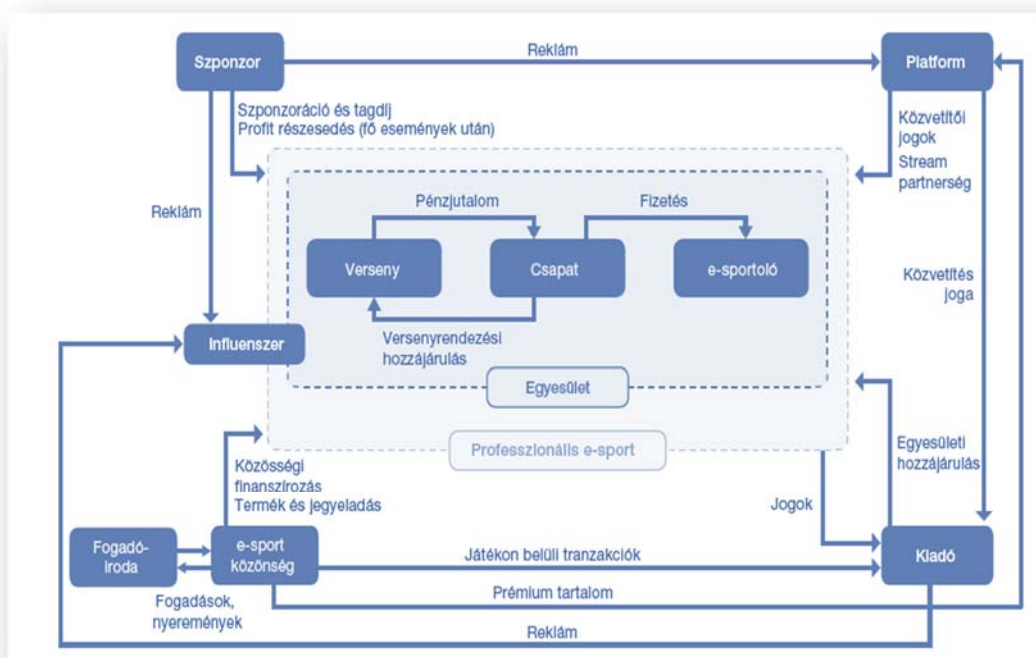 Szponzor
Reklám
Platform
Szponzoráció és tagdíj
Profit részesedés (fő események után)
Közvetítői
jogok
Stream
partnerség
Reklám
Pénzjutalom
Fizetés
Verseny
Csapat
e-sportoló
Közvetítés
joga
Influenszer
Versenyrendezési
hozzájárulás
Egyesület
Professzionális e-sport
Egyesületi
hozzájárulás
Közösségi
finanszírozás
Termék és jegyeladás
Jogok
Fogadó-
iroda
e-sport
közönség
Játékon belüli tranzakciók
Kiadó
Fogadások,
nyeremények
Prémium tartalom
Reklám